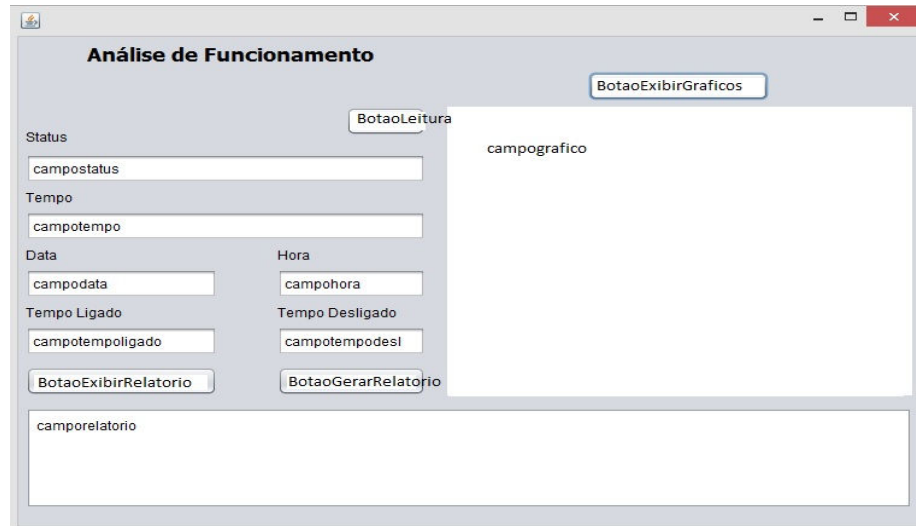 Análise de Funcionamento
BotaoExibirGraficos
BotaoLeitura
Status
campostatus
campografico
Tempo
campotempo
Data
Hora
campodata
campohora
Tempo Ligado
Tempo Desligado
campotempoligado
campotempodesl
BotaoExibirRelatorio
BotaoGerarRelatorio
camporelatorio